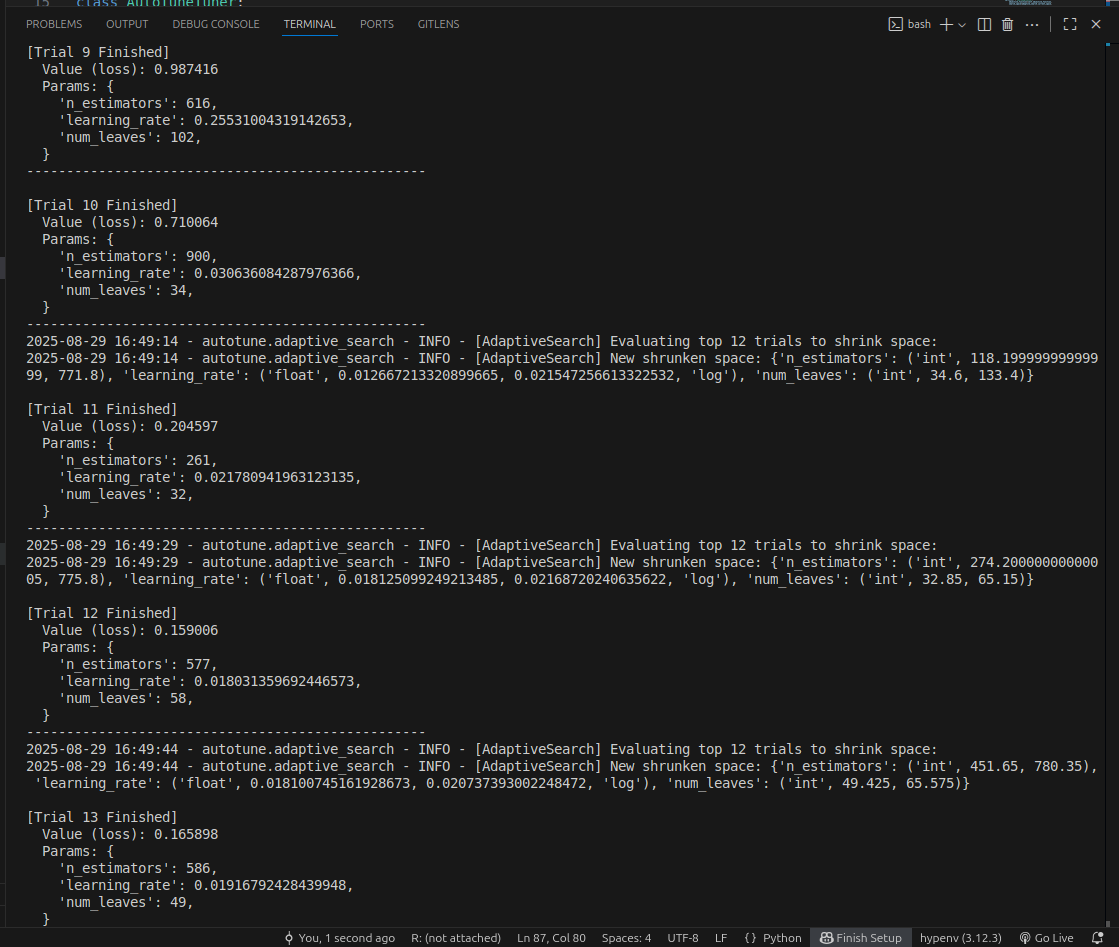 15 class AutoTuneTuner:
PROBLEMS OUTPUT DEBUG CONSOLE TERMINAL PORTS GITLENS bash
[Trial 9 Finished]
Value (loss): 0.987416
Params: {
'n_estimators': 616,
'learning_rate': 0.25531004319142653,
'num_leaves': 102,
}
--------------------------------------------------
[Trial 10 Finished]
Value (loss): 0.710064
Params: {
'n_estimators': 900,
'learning_rate': 0.030636084287976366,
'num_leaves': 34,
}
--------------------------------------------------
2025-08-29 16:49:14 - autotune.adaptive_search - INFO - [AdaptiveSearch] Evaluating top 12 trials to shrink space:
2025-08-29 16:49:14 - autotune.adaptive_search - INFO - [AdaptiveSearch] New shrunken space: {'n_estimators': ('int', 118.199999999999
99, 771.8), 'learning_rate': ('float', 0.012667213320899665, 0.021547256613322532, 'log'), 'num_leaves': ('int', 34.6, 133.4)}
[Trial 11 Finished]
Value (loss): 0.204597
Params: {
'n_estimators': 261,
'learning_rate': 0.021780941963123135,
'num_leaves': 32,
}
--------------------------------------------------
2025-08-29 16:49:29 - autotune.adaptive_search - INFO - [AdaptiveSearch] Evaluating top 12 trials to shrink space:
2025-08-29 16:49:29 - autotune.adaptive_search - INFO - [AdaptiveSearch] New shrunken space: {'n_estimators': ('int', 274.200000000000
05, 775.8), 'learning_rate': ('float', 0.018125099249213485, 0.02168720240635622, 'log'), 'num_leaves': ('int', 32.85, 65.15)}
[Trial 12 Finished]
Value (loss): 0.159006
Params: {
'n_estimators': 577,
'learning_rate': 0.018031359692446573,
'num_leaves': 58,
}
--------------------------------------------------
2025-08-29 16:49:44 - autotune.adaptive_search - INFO - [AdaptiveSearch] Evaluating top 12 trials to shrink space:
2025-08-29 16:49:44 - autotune.adaptive_search - INFO - [AdaptiveSearch] New shrunken space: {'n_estimators': ('int', 451.65, 780.35),
'learning_rate': ('float', 0.018100745161928673, 0.020737393002248472, 'log'), 'num_leaves': ('int', 49.425, 65.575)}
[Trial 13 Finished]
Value (loss): 0.165898
Params: {
'n_estimators': 586,
'learning_rate': 0.01916792428439948,
'num_leaves': 49,
}
You, 1 second ago R: (not attached) Ln 87, Col 80 Spaces: 4 UTF-8 LF {} Python Finish Setup hypenv (3.12.3) Go Live